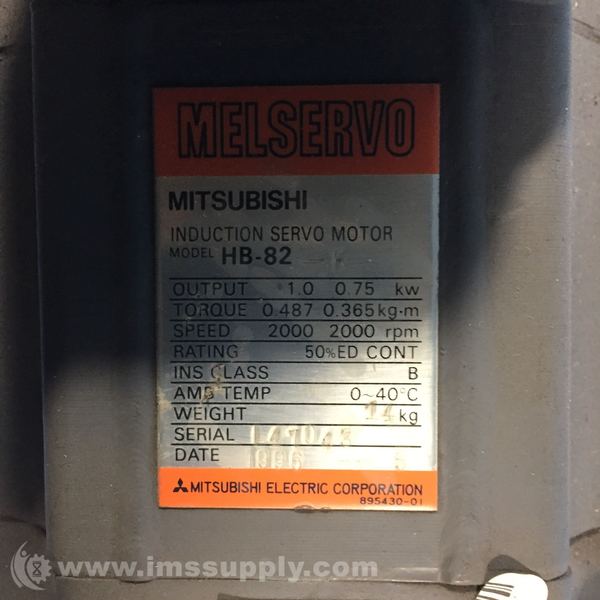 MELSERVO
MITSUBISHI
INDUCTION SERVO MOTOR
MODEL HB-82
OUTPUT 1.0 0.75 kw
TORQUE 0.487 0.365 kg·m
SPEED 2000 2000 rpm
RATING 50%ED CONT
INS CLASS B
AMB TEMP 0~40°C
WEIGHT 14 kg
SERIAL
DATE
MITSUBISHI ELECTRIC CORPORATION
895430-01
www.imssupply.com